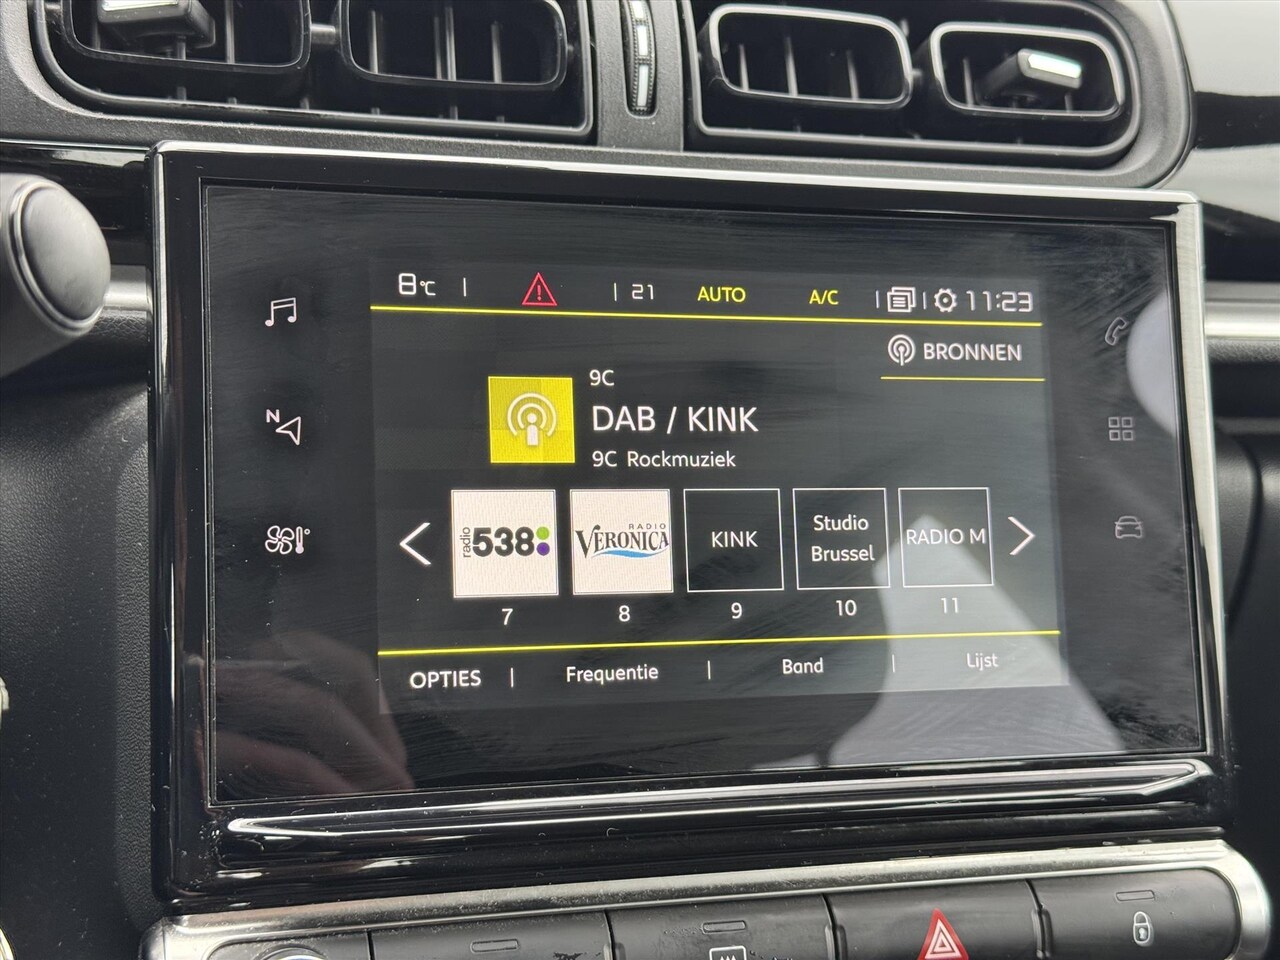 8°C 21 AUTO A/C 11:23
BRONNEN
9C
DAB / KINK
9C Rockmuziek
N
radio 538
RADIO
VERONICA
KINK
Studio
Brussel
RADIO M
7 8 9 10 11
OPTIES Frequentie Band Lijst